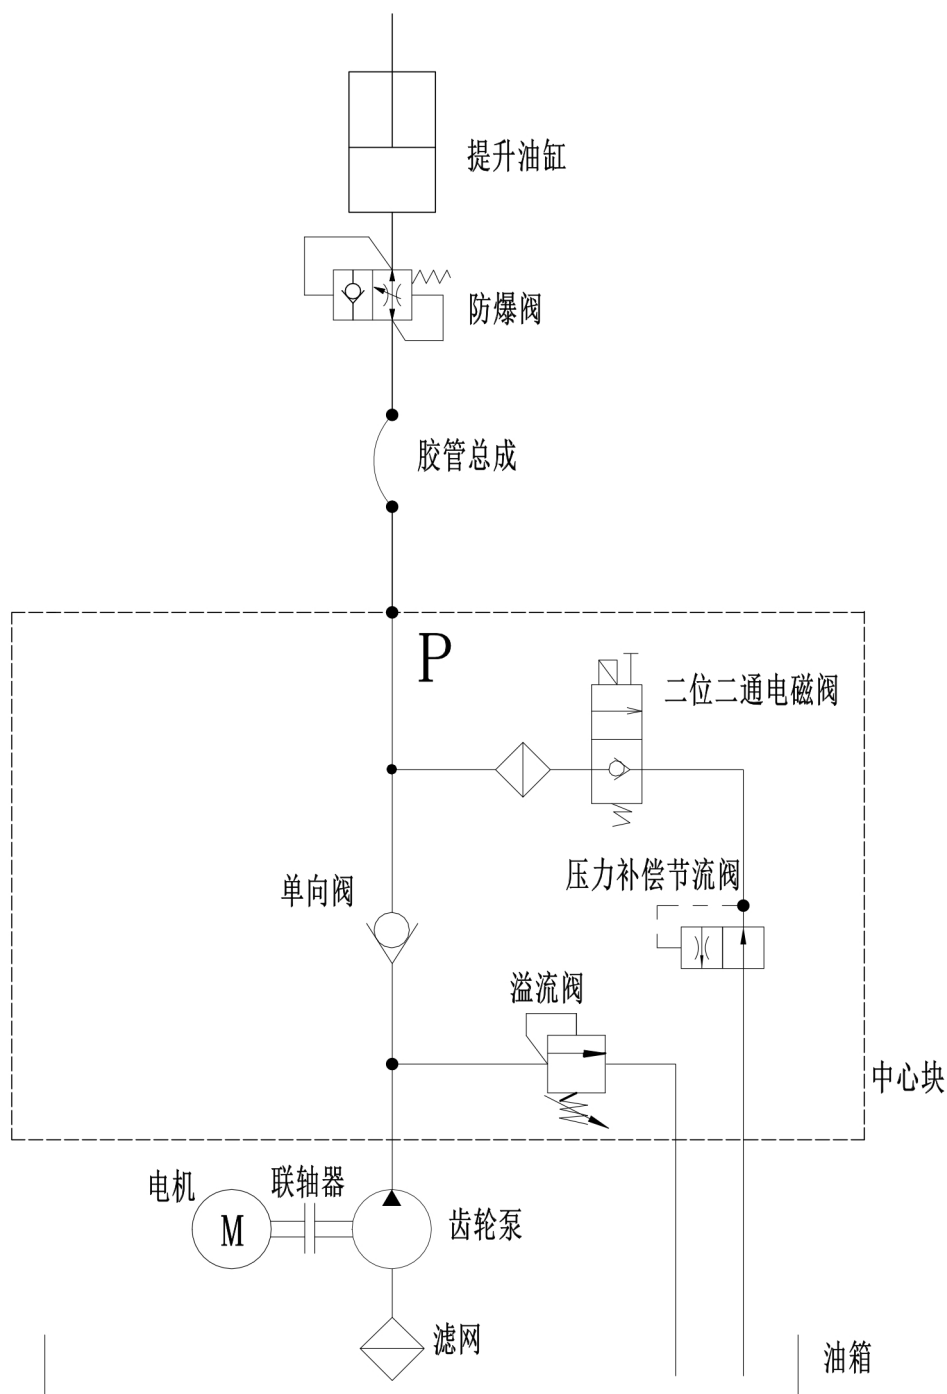 提升油缸
防爆阀
胶管总成
P
二位二通电磁阀
压力补偿节流阀
单向阀
溢流阀
中心块
电机
联轴器
M
齿轮泵
滤网
油箱